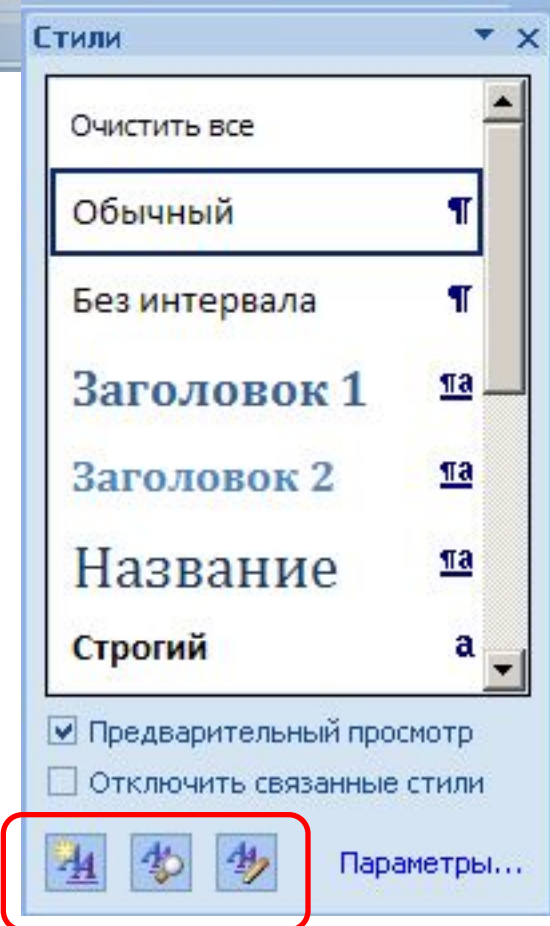 Стили
Очистить все
Обычный ¶
Без интервала ¶
Заголовок 1 ¶a
Заголовок 2 ¶a
Название ¶a
Строгий a
Предварительный просмотр
Отключить связанные стили
Параметры...